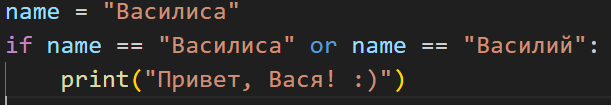 name = "Василиса"
if name == "Василиса" or name == "Василий":
    print("Привет, Вася! :)")